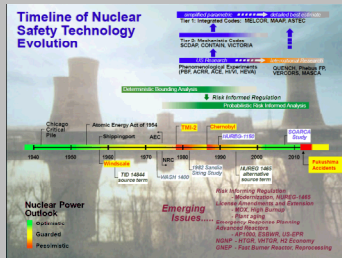 Timeline of Nuclear
Safety Technology
Evolution
simplified parametric
detailed best estimate
Tier 1: Integrated Codes: MELCOR, MAAP, ASTEC
Tier 2: Mechanistic Codes:
SCDAP, CONTAIN, VICTORIA
US Research
International Research
Phenomenological Experiments
(PBF, ACRR, ACE, HI/VI, HEVA)
QUENCH, Phebus FP,
VERCORS, MASCA
Deterministic Bounding Analysis
Risk Informed Regulation
Probabilistic Risk Informed Analysis
Chicago
Critical
Pile
Atomic Energy Act of 1954
Shippingport
AEC
TMI-2
Chernobyl
NUREG-1150
SOARCA
Study
1940
1950
1960
1970
1980
1990
2000
2010
Windscale
TID 14844
source term
NRC
WASH 1400
1982 Sandia
Siting Study
NUREG 1465
alternative
source term
Fukushima
Accidents
Nuclear Power
Outlook
Optimistic
Guarded
Pessimistic
Emerging
Issues....
Risk Informing Regulation
- Modernization, NUREG-1465
License Amendments and Extension
- MOX, High Burnup
- Plant aging
Emergency Response Planning
Advanced Reactors
- AP1000, ESBWR, US-EPR
NGNP - HTGR, VHTGR, H2 Economy
GNEP - Fast Burner Reactor, Reprocessing